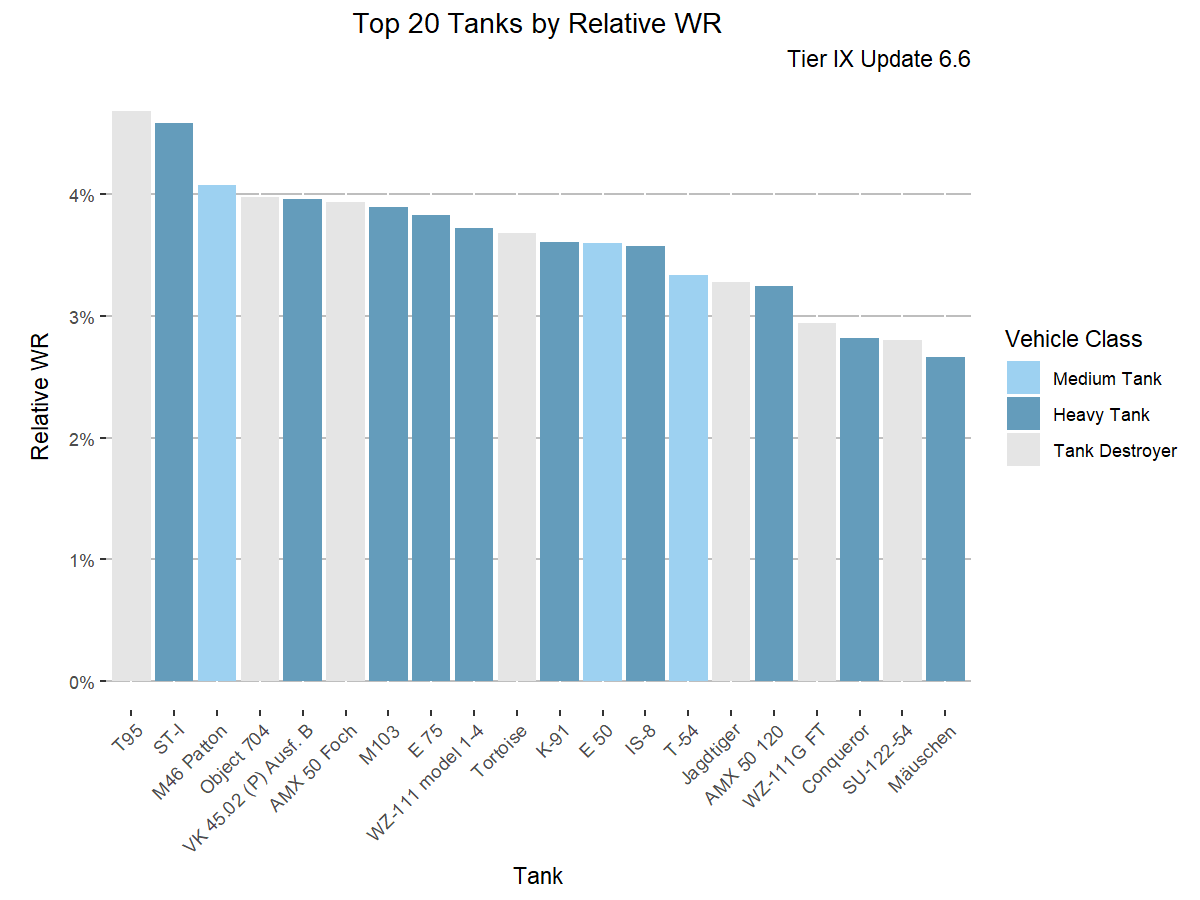 Top 20 Tanks by Relative WR
Tier IX Update 6.6
Relative WR
4%
3%
2%
1%
0%
T95
ST-I
M46 Patton
Object 704
VK 45.02 (P) Ausf. B
AMX 50 Foch
M103
E 75
WZ-111 model 1-4
Tortoise
K-91
E 50
IS-8
T-54
Jagdtiger
AMX 50 120
WZ-111G FT
Conqueror
SU-122-54
Mäuschen
Tank
Vehicle Class
Medium Tank
Heavy Tank
Tank Destroyer